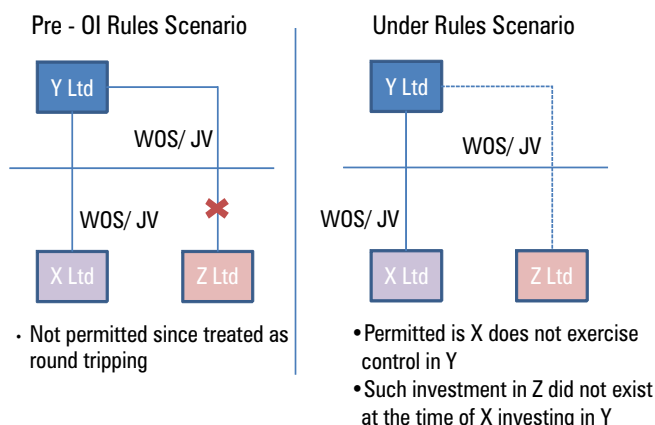 Pre - OI Rules Scenario
Y Ltd
WOS/ JV
WOS/ JV
X Ltd
Z Ltd
• Not permitted since treated as
round tripping
Under Rules Scenario
Y Ltd
WOS/ JV
WOS/ JV
X Ltd
Z Ltd
•Permitted is X does not exercise
control in Y
•Such investment in Z did not exist
at the time of X investing in Y